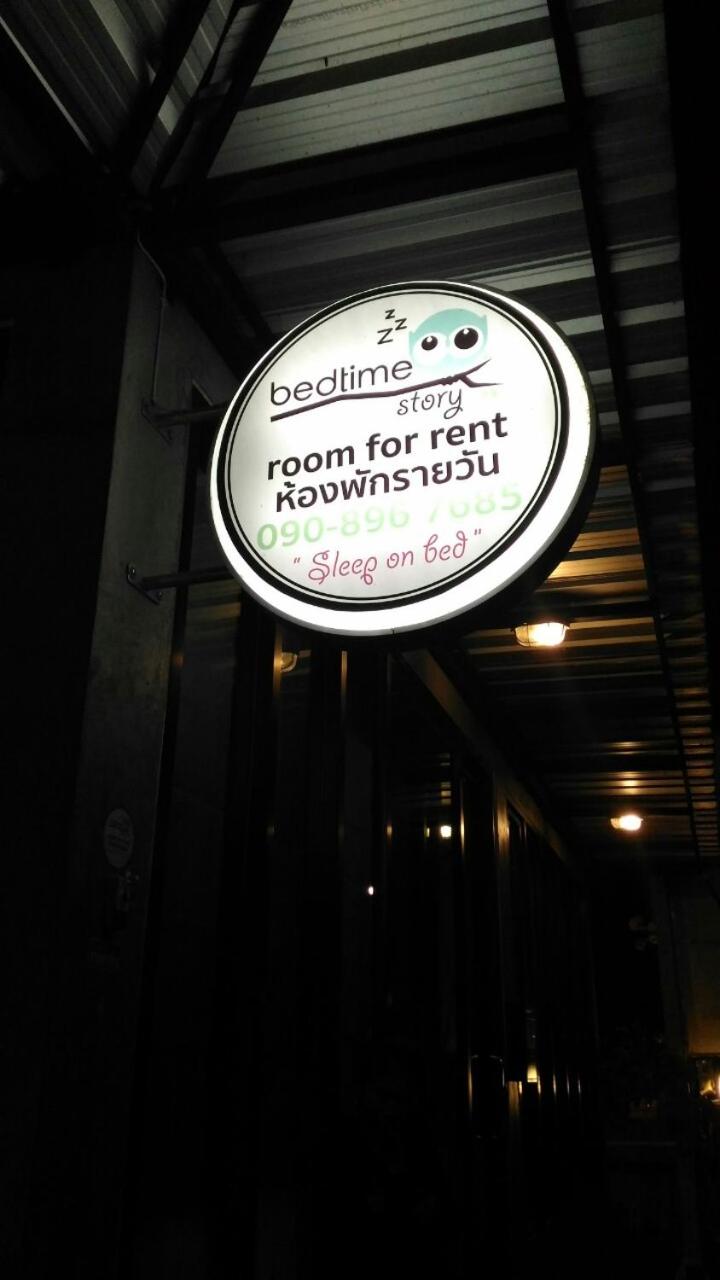 zzz
bedtime
story
room for rent
ห้องพักรายวัน
090-896 7685
"Sleep on bed"